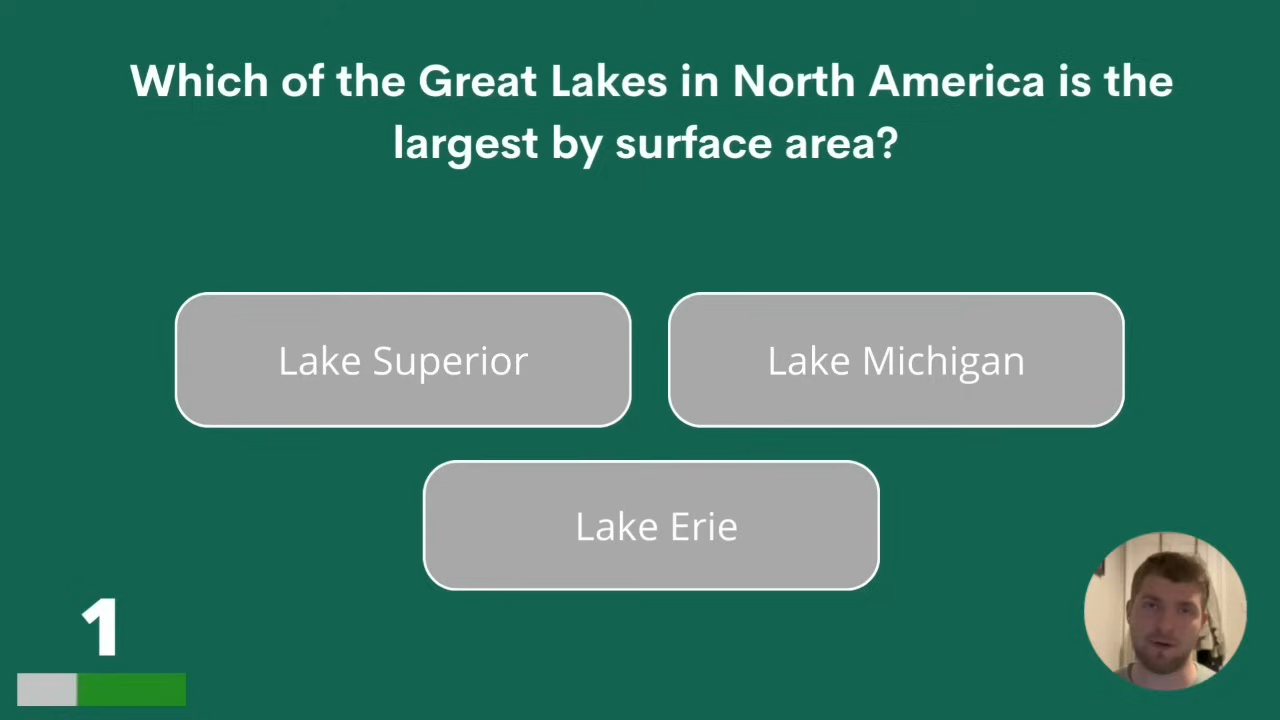 Which of the Great Lakes in North America is the
largest by surface area?
Lake Superior
Lake Michigan
Lake Erie
1